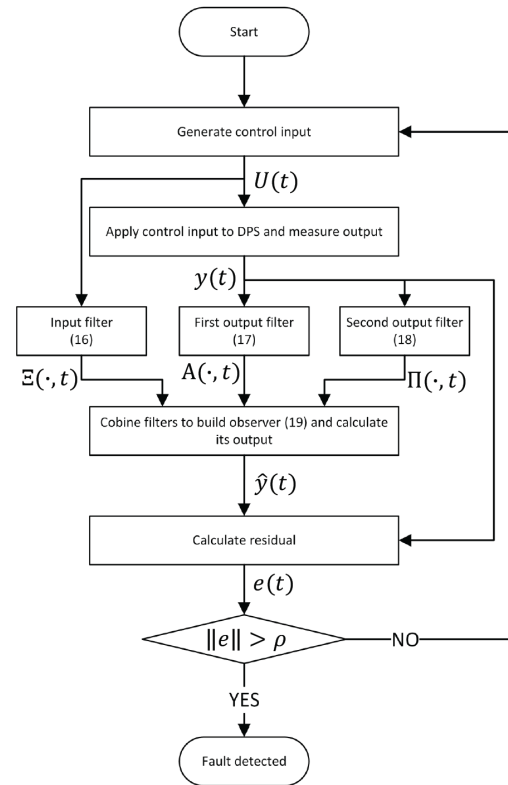 Start
Generate control input
U(t)
Apply control input to DPS and measure output
y(t)
Input filter
(16)
First output filter
(17)
Second output filter
(18)
Ξ(·, t)
A(·, t)
Π(·, t)
Cobine filters to build observer (19) and calculate
its output
ŷ(t)
Calculate residual
e(t)
‖e‖ > ρ
NO
YES
Fault detected